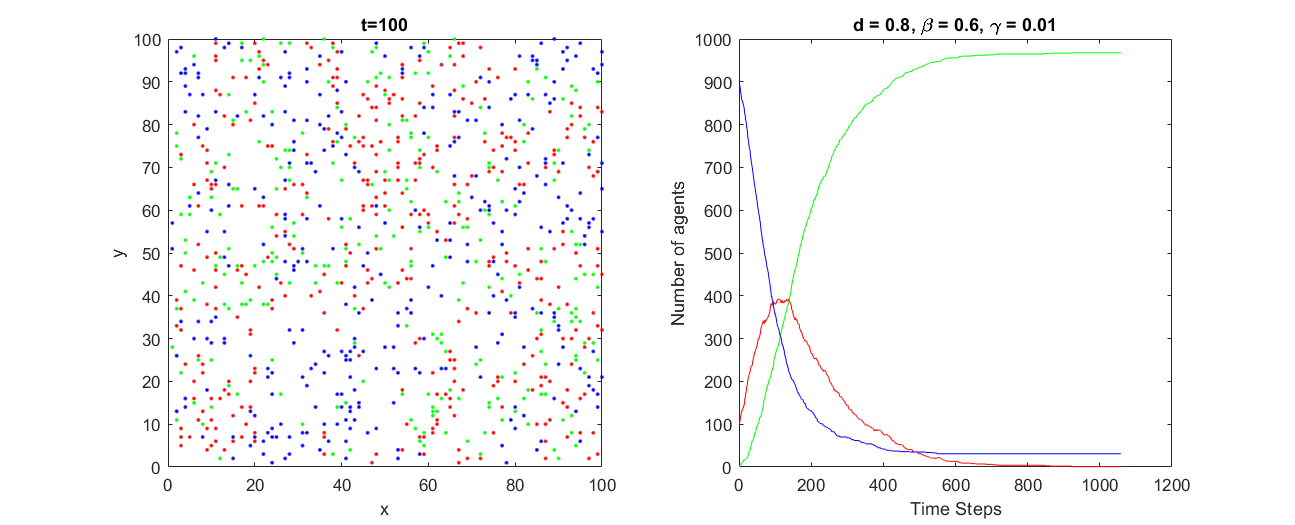 t=100
100
90
80
70
60
50
40
30
20
10
0
y
0 20 40 60 80 100
x
d = 0.8, β = 0.6, γ = 0.01
1000
900
800
700
600
500
400
300
200
100
0
Number of agents
0 200 400 600 800 1000 1200
Time Steps